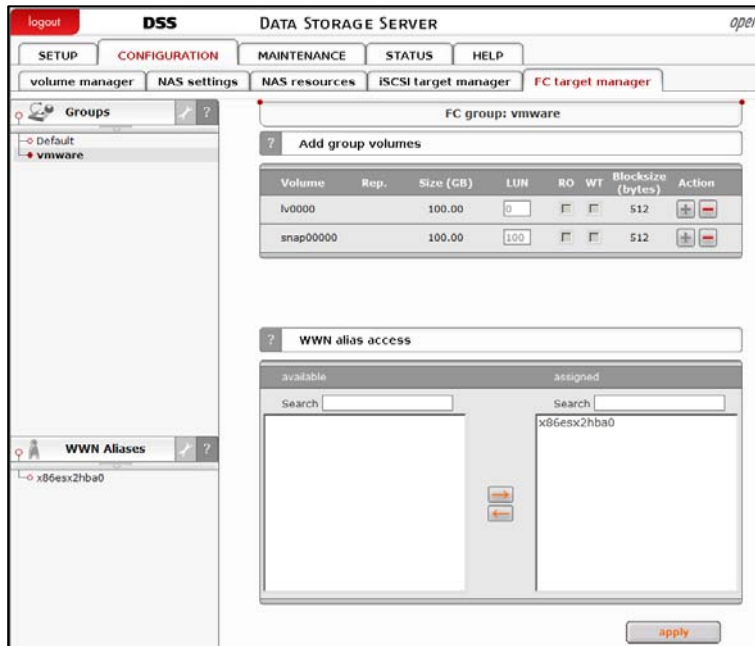 logout DSS DATA STORAGE SERVER open
SETUP CONFIGURATION MAINTENANCE STATUS HELP
volume manager NAS settings NAS resources iSCSI target manager FC target manager
Groups ?
Default
vmware
FC group: vmware
? Add group volumes
Volume Rep. Size (GB) LUN RO WT Blocksize (bytes) Action
lv0000 100.00 0 512
snap00000 100.00 100 512
? WWN alias access
available assigned
Search Search
x86esx2hba0
WWN Aliases ?
x86esx2hba0
apply